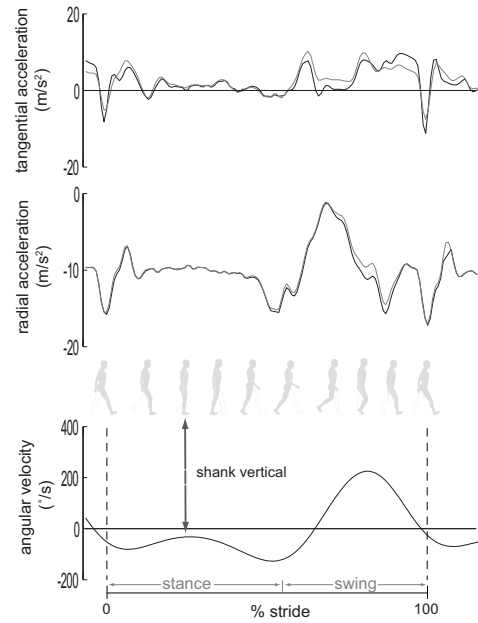 tangential acceleration
(m/s²)
20
0
-20
radial acceleration
(m/s²)
0
-10
-20
angular velocity
(°/s)
400
200
0
-200
shank vertical
stance
swing
0
% stride
100